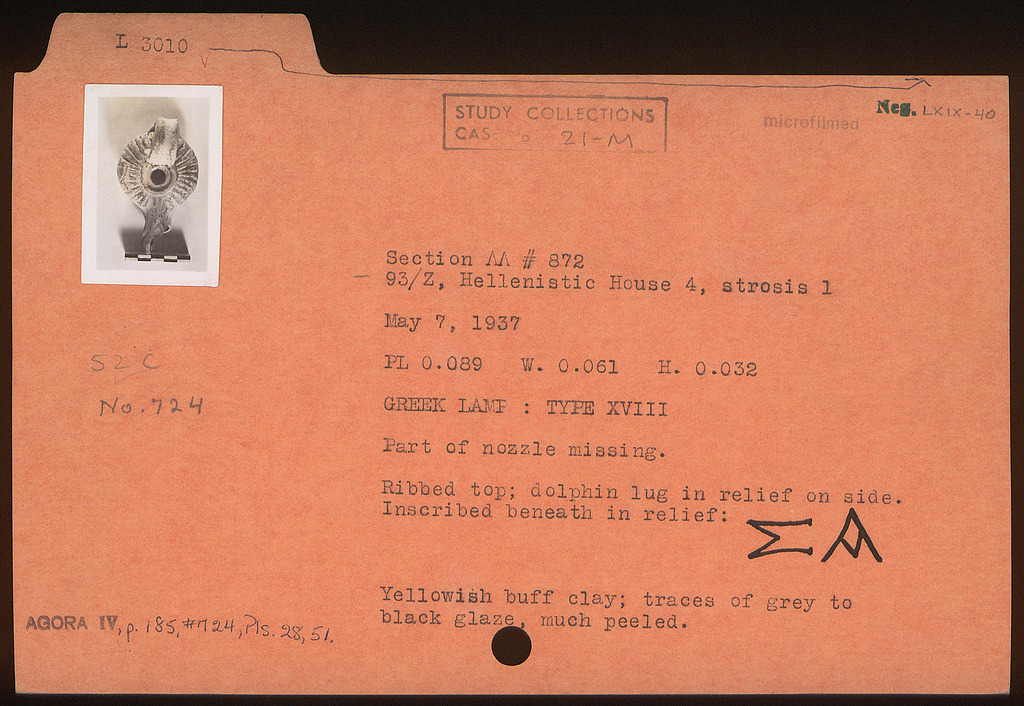 L 3010
STUDY COLLECTIONS
CASE No 21-M
microfilmed
Neg. LXIX-40
Section ΛΛ # 872
93/Z, Hellenistic House 4, strosis 1
May 7, 1937
PL 0.089 W. 0.061 H. 0.032
52 C
No. 724
GREEK LAMP : TYPE XVIII
Part of nozzle missing.
Ribbed top; dolphin lug in relief on side.
Inscribed beneath in relief: ΣΑ
Yellowish buff clay; traces of grey to
black glaze, much peeled.
AGORA IV, p. 185, #724, Pls. 28, 51.